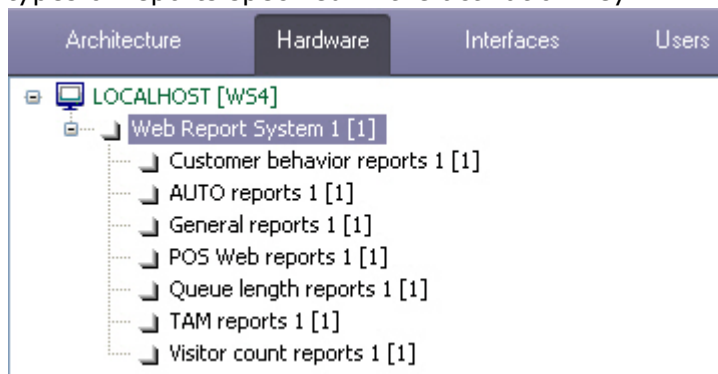 Architecture Hardware Interfaces Users
LOCALHOST [WS4]
Web Report System 1 [1]
Customer behavior reports 1 [1]
AUTO reports 1 [1]
General reports 1 [1]
POS Web reports 1 [1]
Queue length reports 1 [1]
TAM reports 1 [1]
Visitor count reports 1 [1]